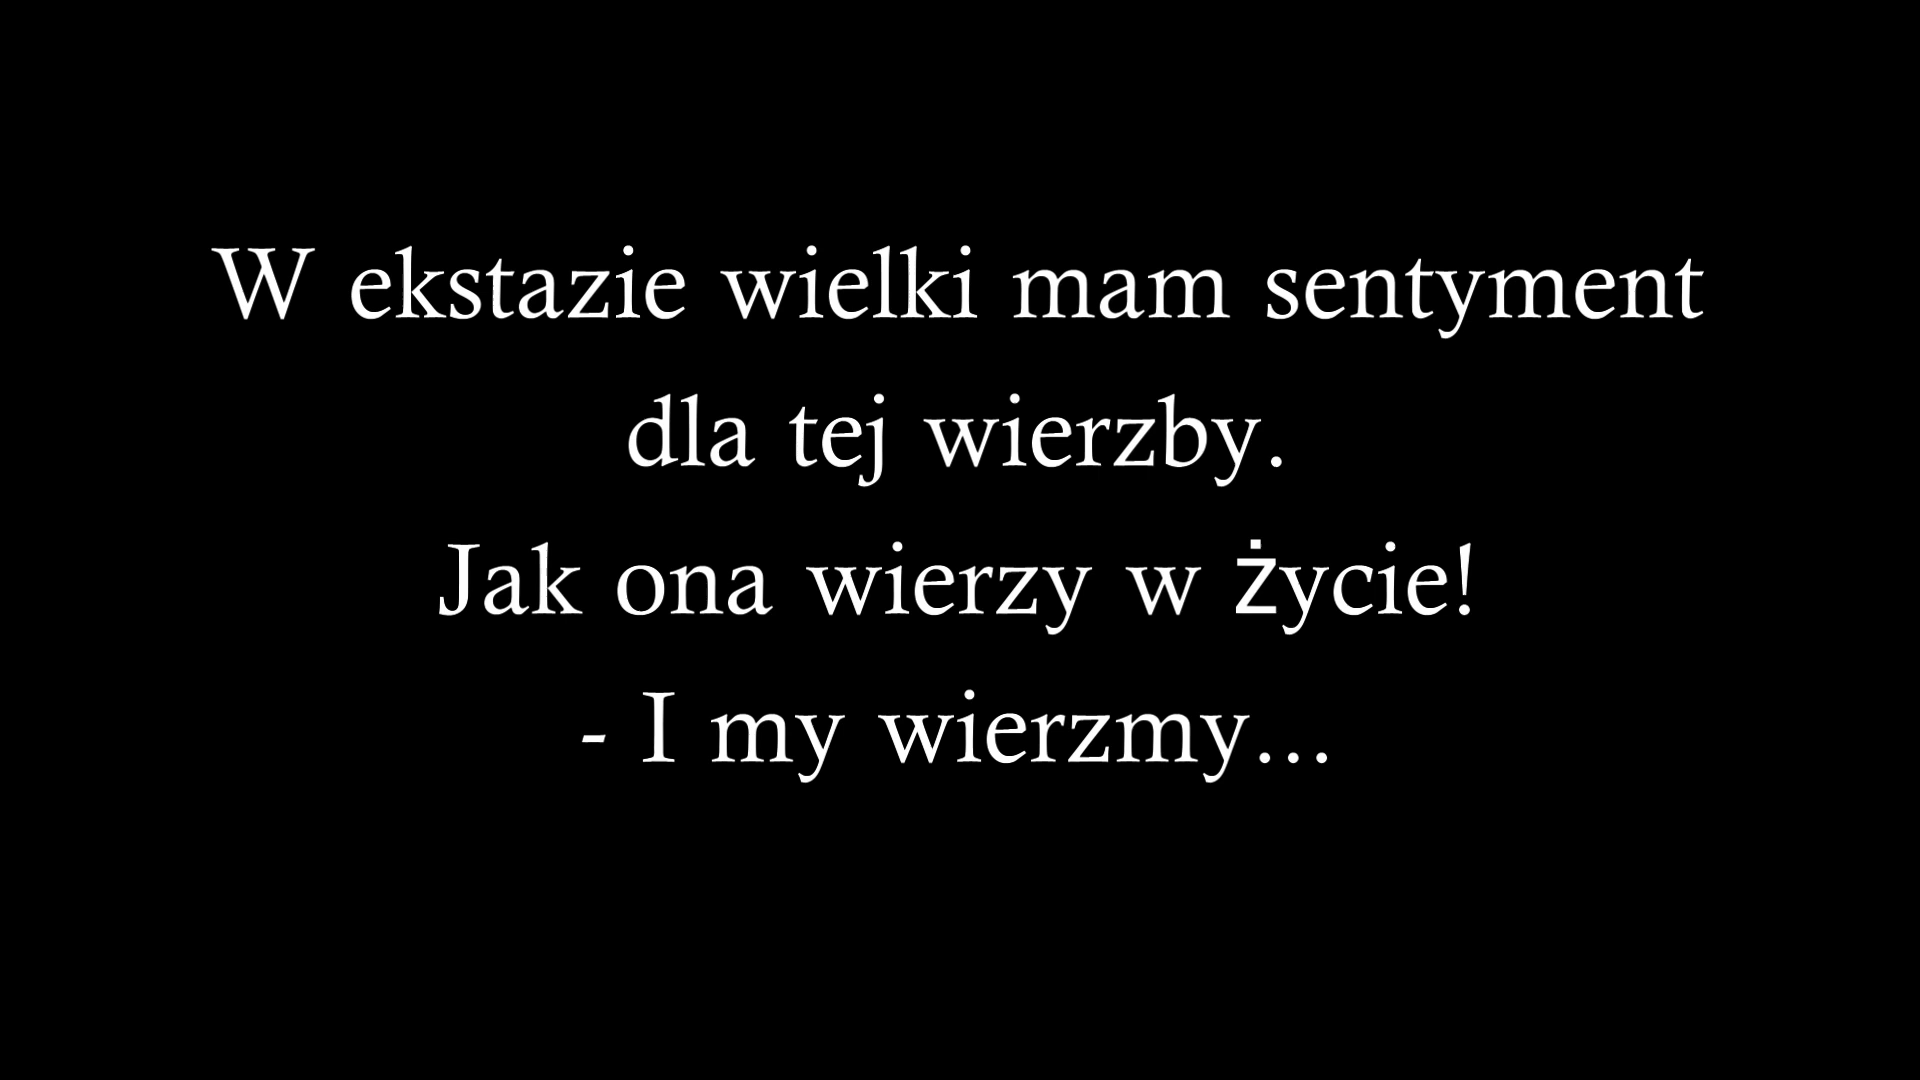 W ekstazie wielki mam sentyment
dla tej wierzby.
Jak ona wierzy w życie!
- I my wierzmy...